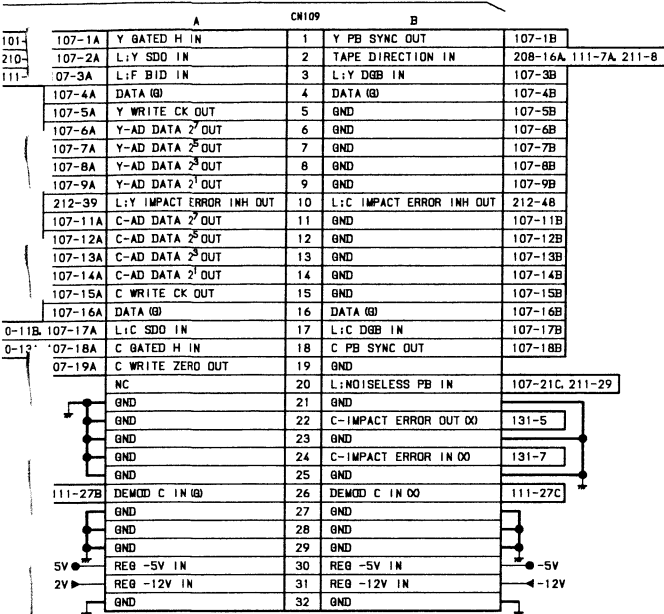 A CN109 B
101- 107-1A Y GATED H IN 1 Y PB SYNC OUT 107-1B
210- 107-2A L:Y SDO IN 2 TAPE DIRECTION IN 208-16A, 111-7A, 211-8
111- 07-3A L:F BID IN 3 L:Y DGB IN 107-3B
107-4A DATA (G) 4 DATA (G) 107-4B
107-5A Y WRITE CK OUT 5 GND 107-5B
107-6A Y-AD DATA 2⁷ OUT 6 GND 107-6B
107-7A Y-AD DATA 2⁵ OUT 7 GND 107-7B
107-8A Y-AD DATA 2³ OUT 8 GND 107-8B
107-9A Y-AD DATA 2¹ OUT 9 GND 107-9B
212-39 L:Y IMPACT ERROR INH OUT 10 L:C IMPACT ERROR INH OUT 212-48
107-11A C-AD DATA 2⁷ OUT 11 GND 107-11B
107-12A C-AD DATA 2⁵ OUT 12 GND 107-12B
107-13A C-AD DATA 2³ OUT 13 GND 107-13B
107-14A C-AD DATA 2¹ OUT 14 GND 107-14B
107-15A C WRITE CK OUT 15 GND 107-15B
107-16A DATA (G) 16 DATA (G) 107-16B
0-11B, 107-17A L:C SDO IN 17 L:C DGB IN 107-17B
107-18A C GATED H IN 18 C PB SYNC OUT 107-18B
07-19A C WRITE ZERO OUT 19 GND
NC 20 L:NOISELESS PB IN 107-21C, 211-29
GND 21 GND
GND 22 C-IMPACT ERROR OUT (X) 131-5
GND 23 GND
GND 24 C-IMPACT ERROR IN (X) 131-7
GND 25 GND
111-27B DEMOD C IN (G) 26 DEMOD C IN (X) 111-27C
GND 27 GND
GND 28 GND
GND 29 GND
5V REG -5V IN 30 REG -5V IN -5V
2V REG -12V IN 31 REG -12V IN -12V
GND 32 GND